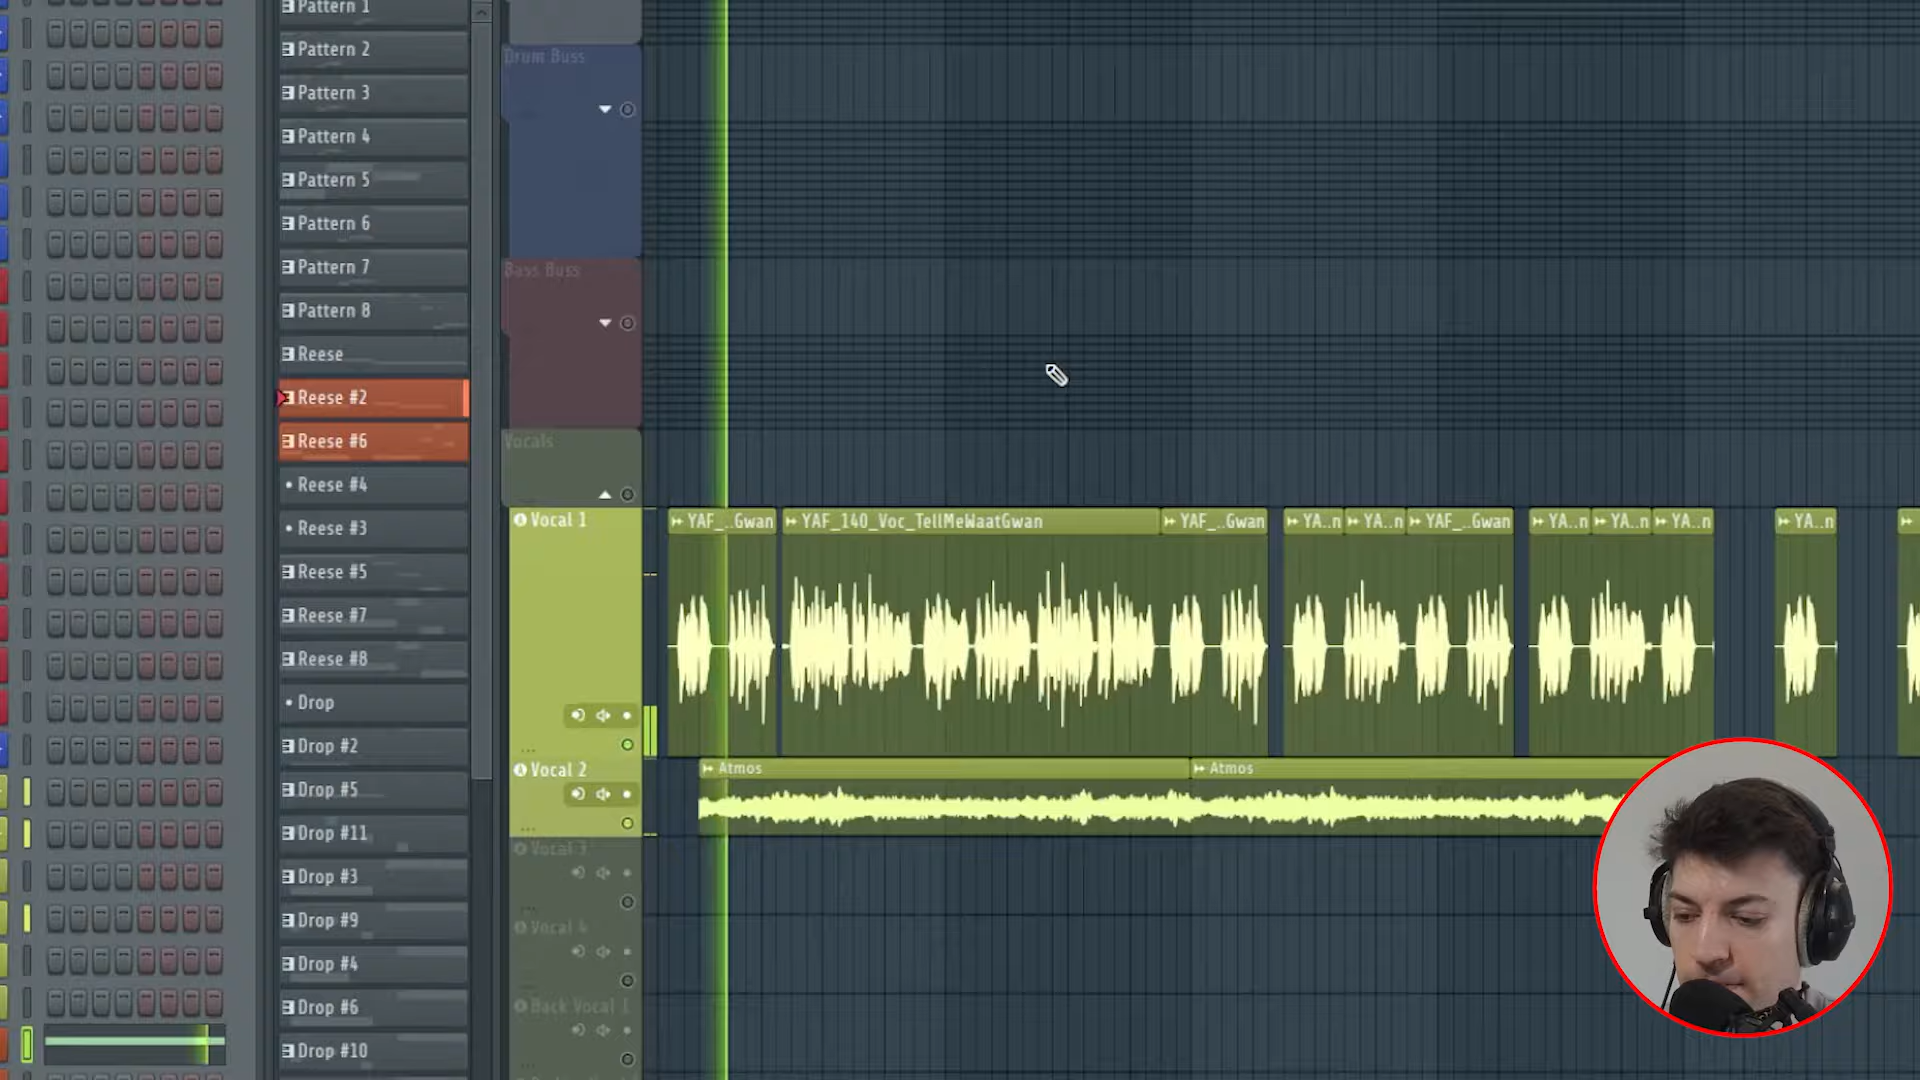 Pattern 1
Pattern 2
Pattern 3
Pattern 4
Pattern 5
Pattern 6
Pattern 7
Pattern 8
Reese
Reese #2
Reese #6
Reese #4
Reese #3
Reese #5
Reese #7
Reese #8
Drop
Drop #2
Drop #5
Drop #11
Drop #3
Drop #9
Drop #4
Drop #6
Drop #10
Drum Buss
Bass Buss
Vocals
Vocal 1
YAF_..Gwan
YAF_140_Voc_TellMeWaatGwan
YAF_..Gwan
YA..n
YA..n
YAF_..Gwan
YA..n
YA..n
YA..n
YA..n
Vocal 2
Atmos
Atmos
Vocal 3
Vocal 4
Back Vocal 1